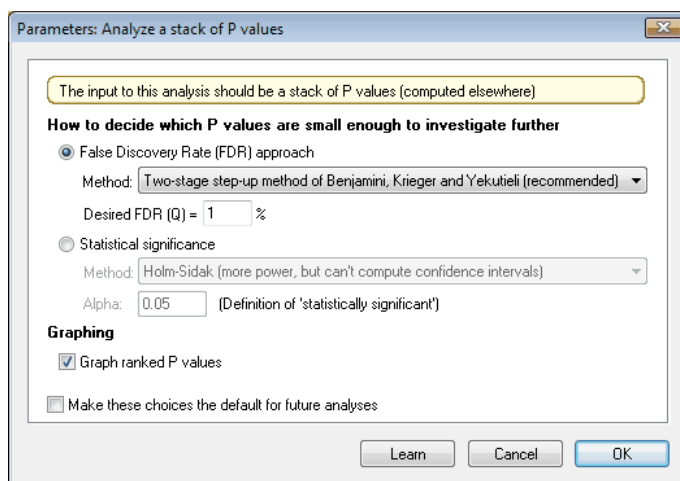 Parameters: Analyze a stack of P values
The input to this analysis should be a stack of P values (computed elsewhere)
How to decide which P values are small enough to investigate further
False Discovery Rate (FDR) approach
Method: Two-stage step-up method of Benjamini, Krieger and Yekutieli (recommended)
Desired FDR (Q) = 1 %
Statistical significance
Method: Holm-Sidak (more power, but can't compute confidence intervals)
Alpha: 0.05 (Definition of 'statistically significant')
Graphing
Graph ranked P values
Make these choices the default for future analyses
Learn Cancel OK